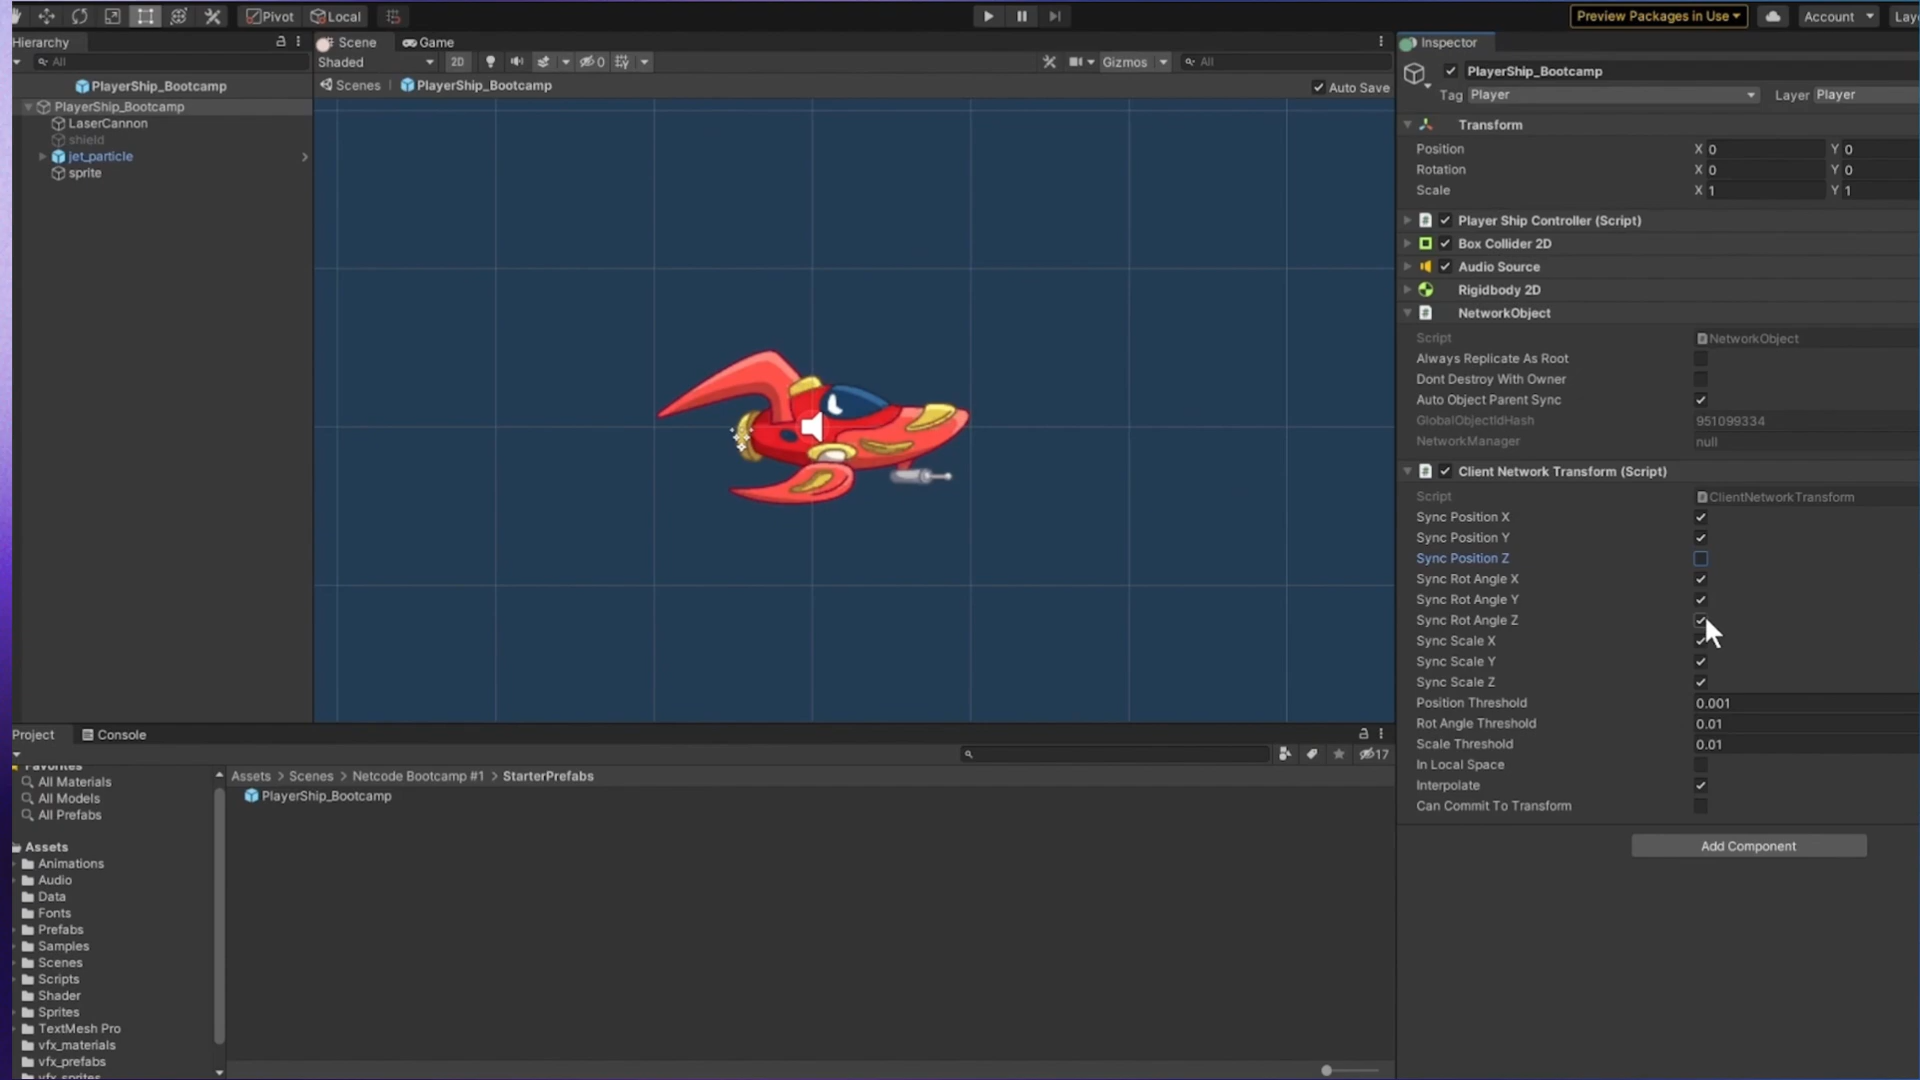 Pivot
Local
Preview Packages in Use
Account
Lay
Hierarchy
All
PlayerShip_Bootcamp
PlayerShip_Bootcamp
LaserCannon
shield
jet_particle
sprite
Scene
Game
Shaded
2D
0
Gizmos
All
Scenes
PlayerShip_Bootcamp
Auto Save
Inspector
PlayerShip_Bootcamp
Tag
Player
Layer
Player
Transform
Position
X
0
Y
0
Rotation
X
0
Y
0
Scale
X
1
Y
1
Player Ship Controller (Script)
Box Collider 2D
Audio Source
Rigidbody 2D
NetworkObject
Script
NetworkObject
Always Replicate As Root
Dont Destroy With Owner
Auto Object Parent Sync
GlobalObjectIdHash
951099334
NetworkManager
null
Client Network Transform (Script)
Script
ClientNetworkTransform
Sync Position X
Sync Position Y
Sync Position Z
Sync Rot Angle X
Sync Rot Angle Y
Sync Rot Angle Z
Sync Scale X
Sync Scale Y
Sync Scale Z
Position Threshold
0.001
Rot Angle Threshold
0.01
Scale Threshold
0.01
In Local Space
Interpolate
Can Commit To Transform
Add Component
Project
Console
17
Favorites
All Materials
All Models
All Prefabs
Assets
Animations
Audio
Data
Fonts
Prefabs
Samples
Scenes
Scripts
Shader
Sprites
TextMesh Pro
vfx_materials
vfx_prefabs
vfx_sprites
Assets > Scenes > Netcode Bootcamp #1 > StarterPrefabs
PlayerShip_Bootcamp